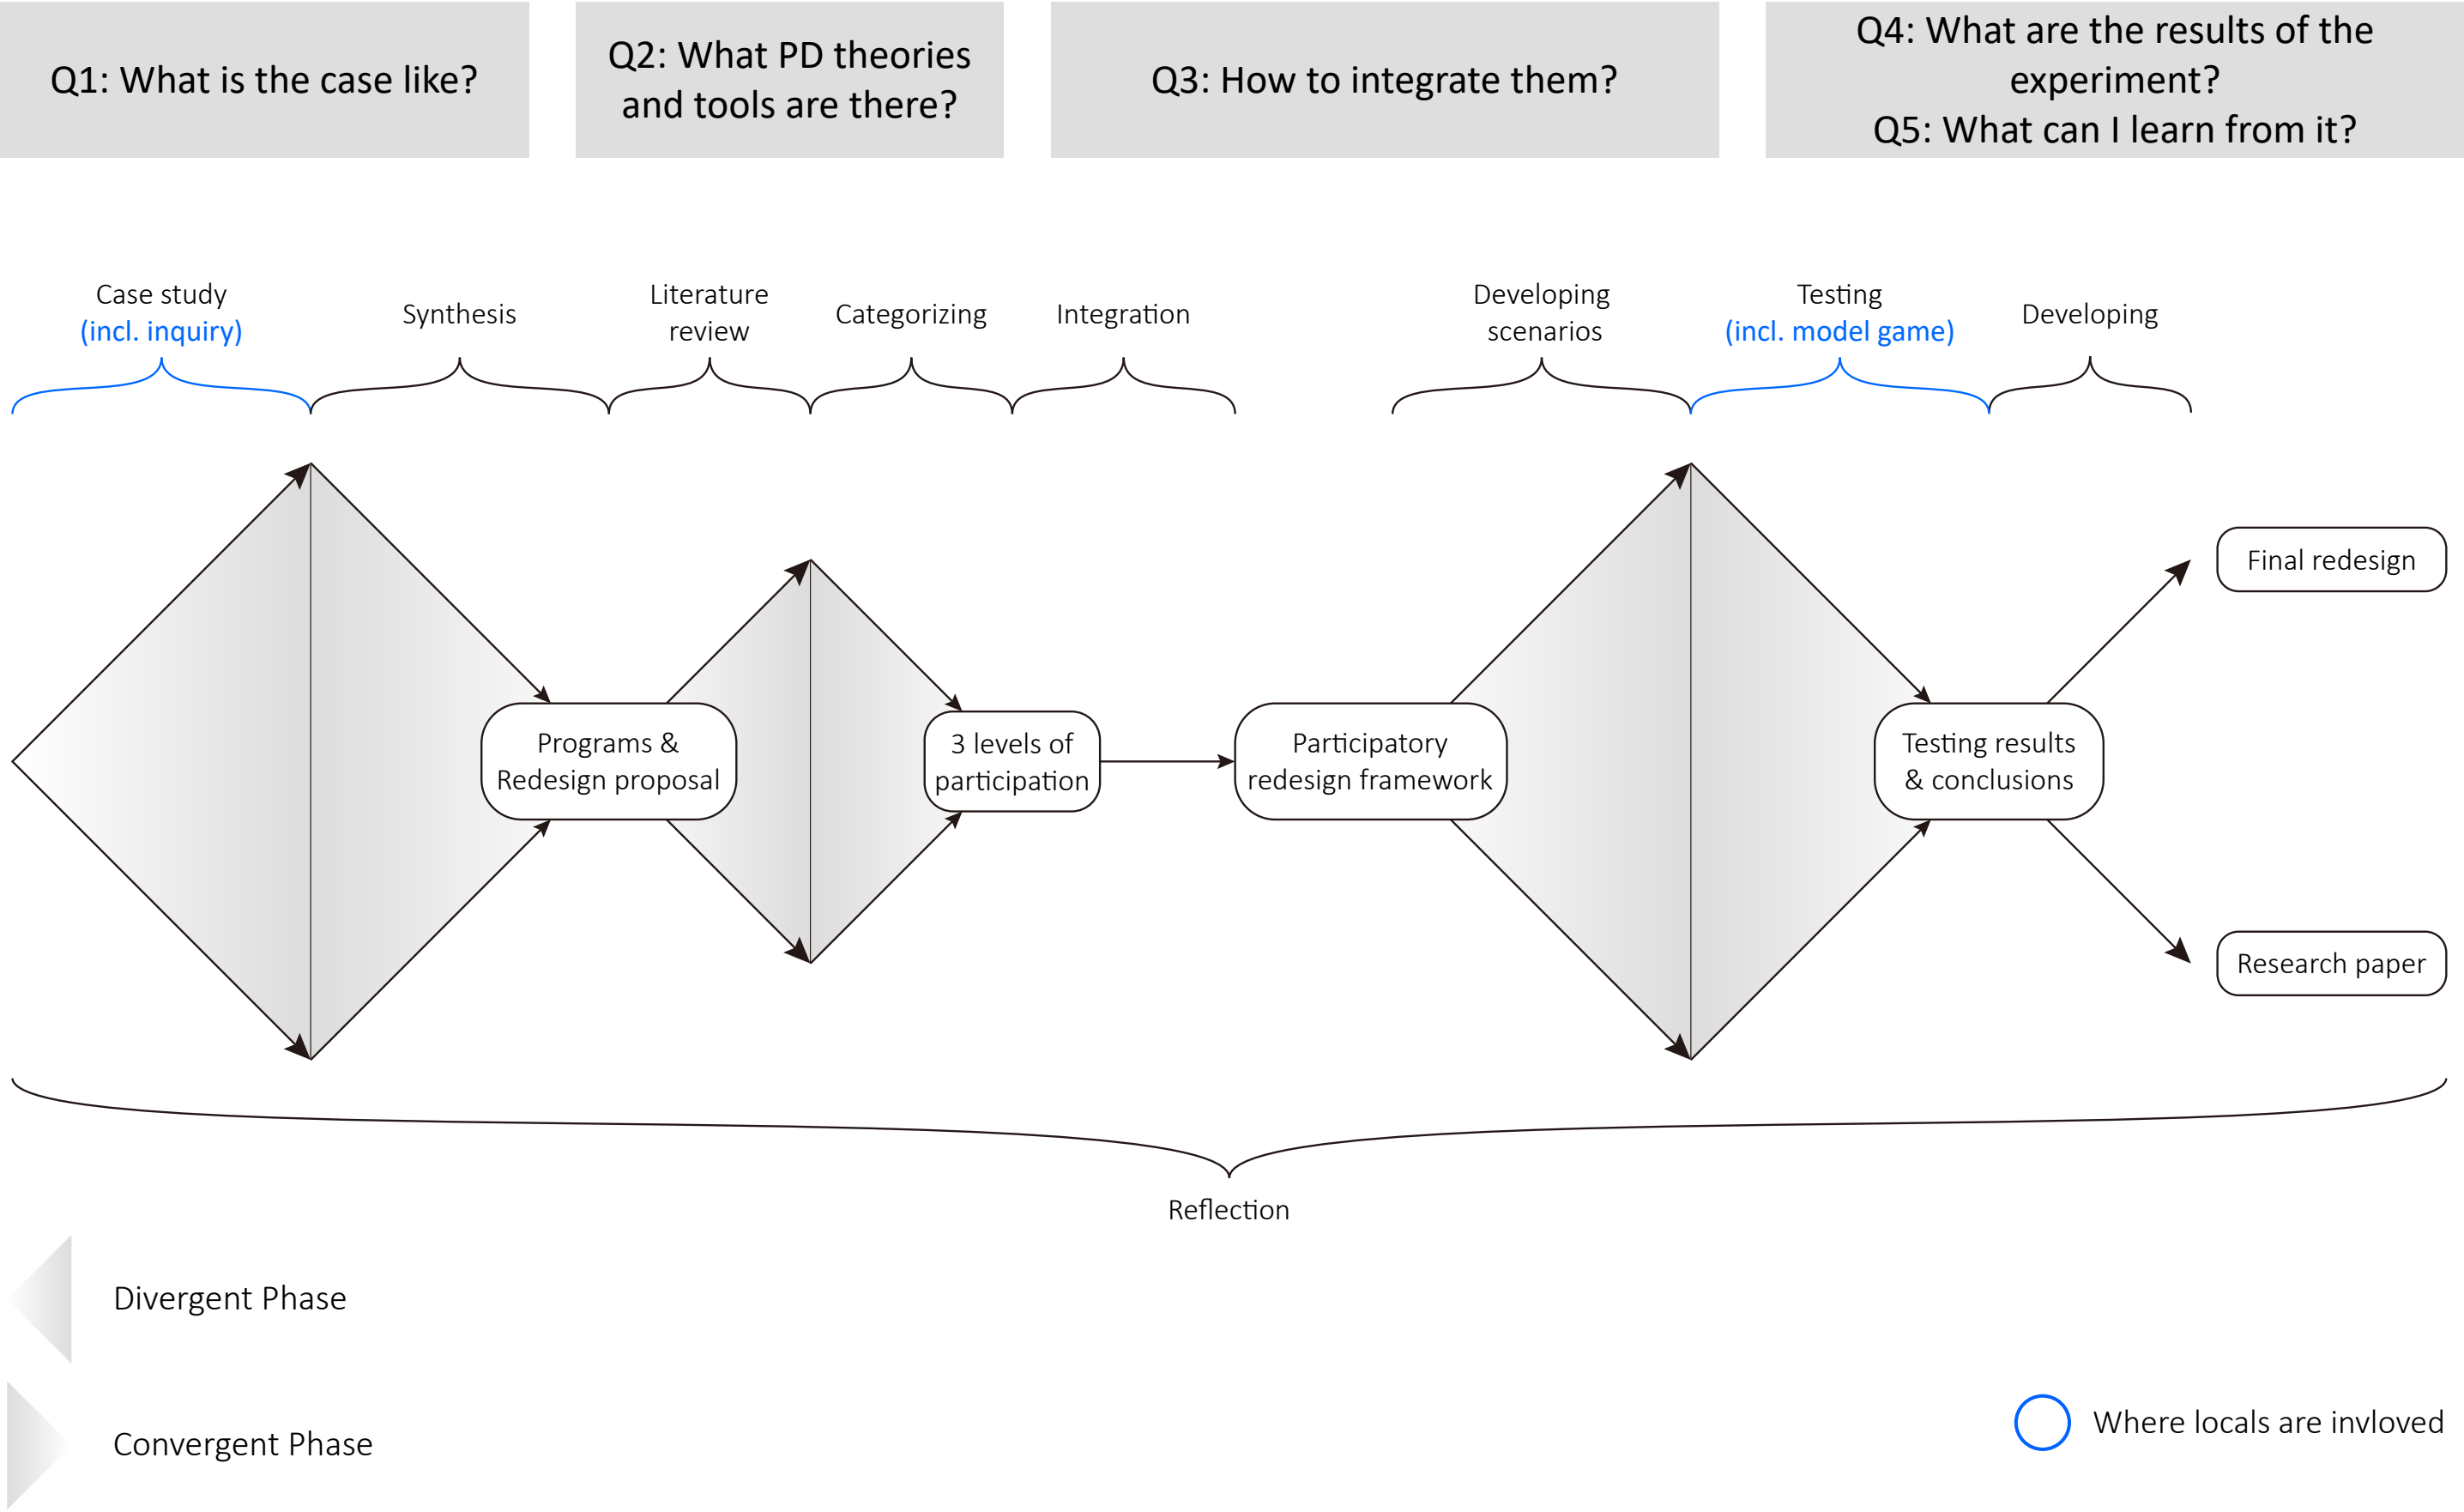 Q1: What is the case like?
Q2: What PD theories
and tools are there?
Q3: How to integrate them?
Q4: What are the results of the
experiment?
Q5: What can I learn from it?
Case study
(incl. inquiry)
Synthesis
Literature
review
Categorizing
Integration
Developing
scenarios
Testing
(incl. model game)
Developing
Programs &
Redesign proposal
3 levels of
participation
Participatory
redesign framework
Testing results
& conclusions
Final redesign
Research paper
Reflection
Divergent Phase
Convergent Phase
Where locals are invloved